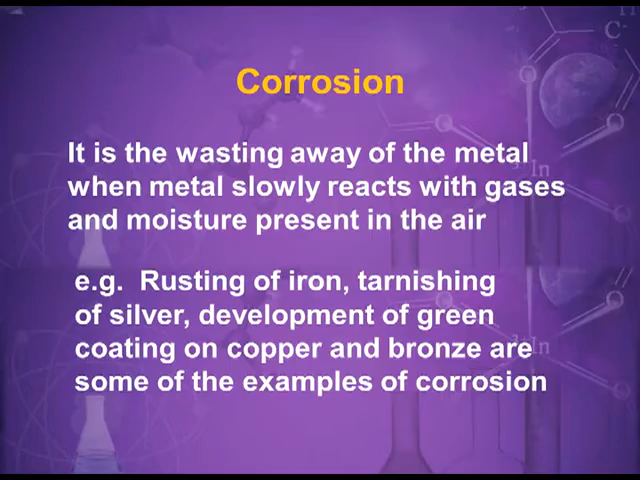 Corrosion
It is the wasting away of the metal
when metal slowly reacts with gases
and moisture present in the air
e.g.  Rusting of iron, tarnishing
of silver, development of green
coating on copper and bronze are
some of the examples of corrosion
C
In
In